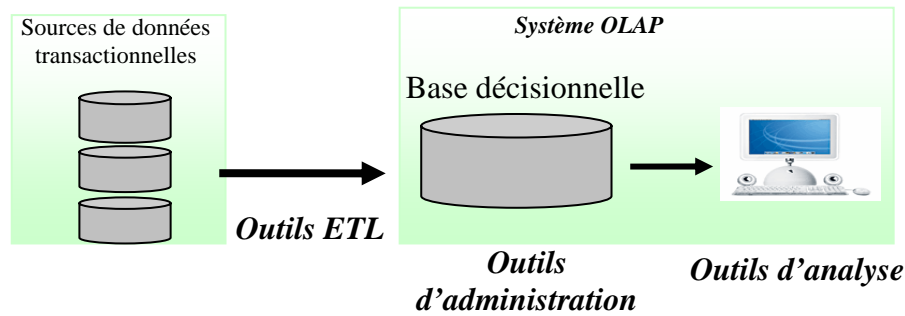 Sources de données
transactionnelles
Système OLAP
Base décisionnelle
Outils ETL
Outils
d’administration
Outils d’analyse